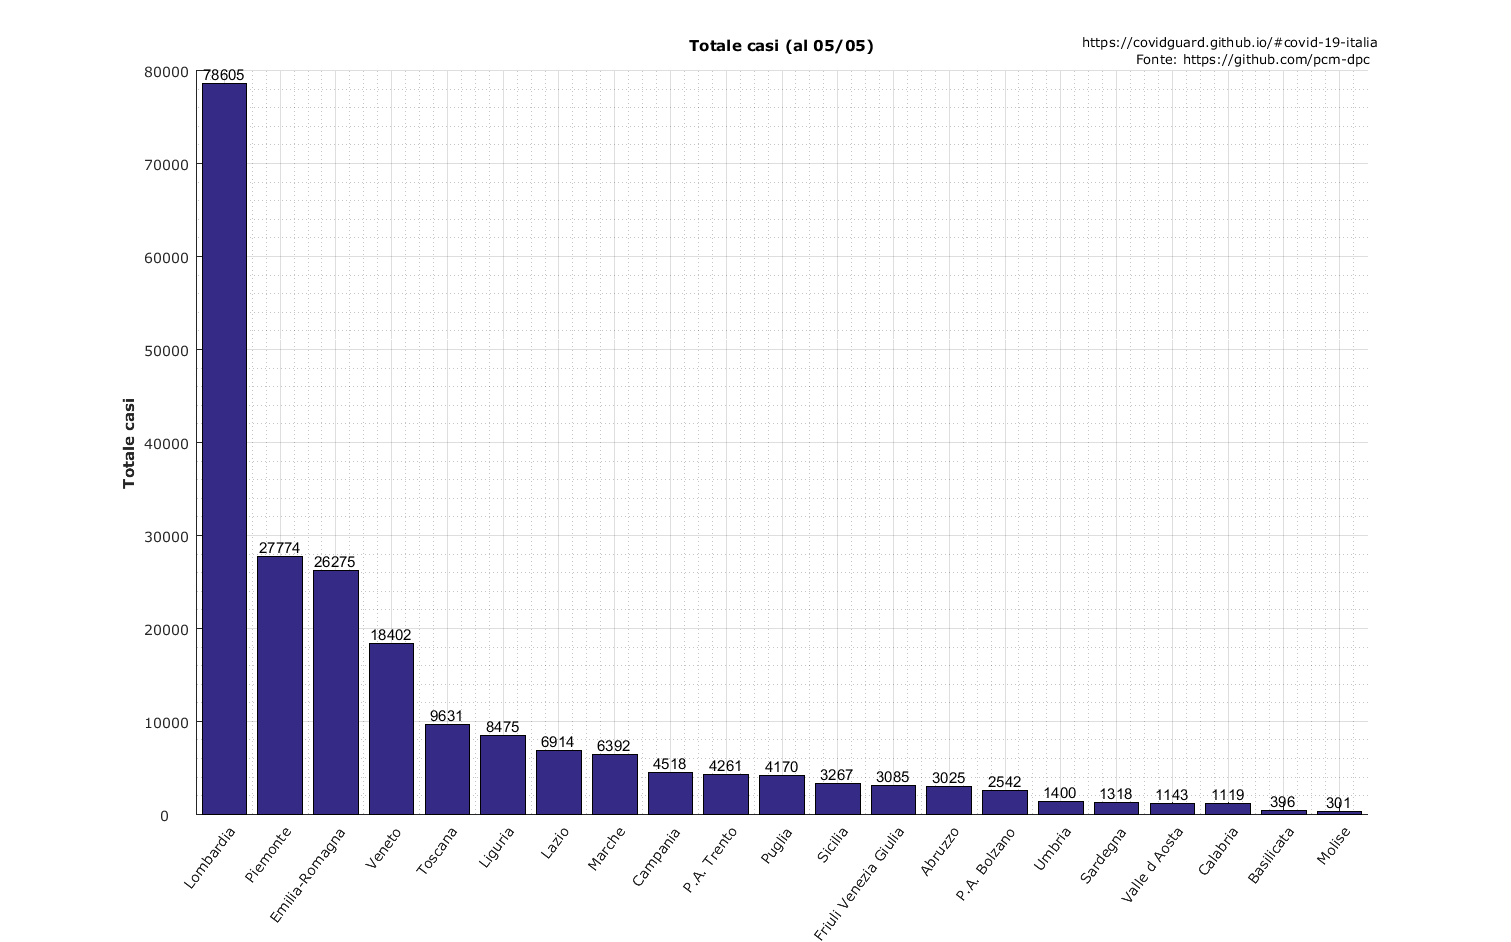 Totale casi (al 05/05)
https://covidguard.github.io/#covid-19-italia
Fonte: https://github.com/pcm-dpc
Totale casi
80000
70000
60000
50000
40000
30000
20000
10000
0
78605
27774
26275
18402
9631
8475
6914
6392
4518
4261
4170
3267
3085
3025
2542
1400
1318
1143
1119
396
301
Lombardia
Piemonte
Emilia-Romagna
Veneto
Toscana
Liguria
Lazio
Marche
Campania
P.A. Trento
Puglia
Sicilia
Friuli Venezia Giulia
Abruzzo
P.A. Bolzano
Umbria
Sardegna
Valle d Aosta
Calabria
Basilicata
Molise